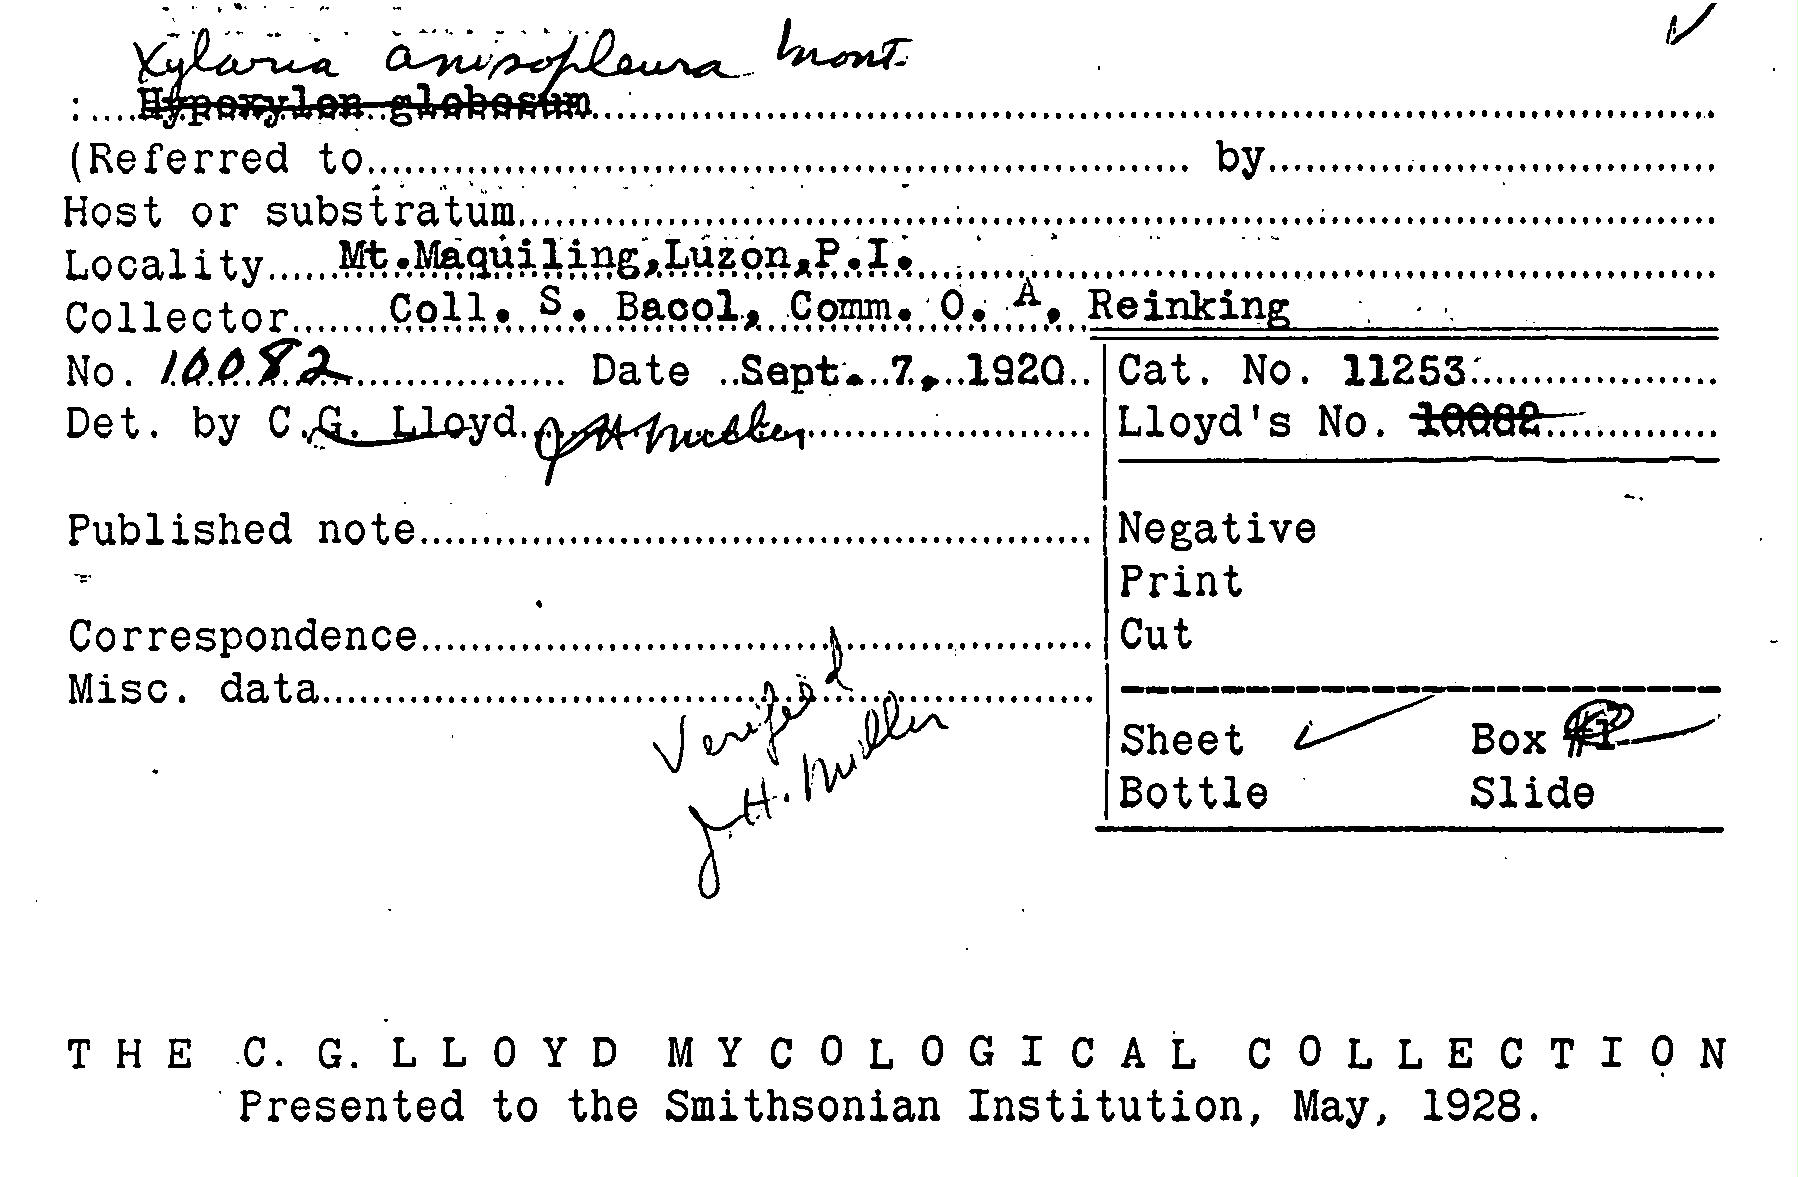 Xylaria anisopleura Mont.
Hypoxylon globosum
(Referred to by
Host or substratum
Locality Mt.Maquiling,Luzon,P.I.
Collector Coll. S. Bacol, Comm. O. A. Reinking
No. 10082 Date Sept. 7, 1920 Cat. No. 11253
Det. by C.G. Lloyd J H Miller Lloyd's No. 10082
Published note Negative
Print
Correspondence Cut
Misc. data
Verified
J. H. Miller
Sheet Box #1
Bottle Slide
THE C. G. LLOYD MYCOLOGICAL COLLECTION
Presented to the Smithsonian Institution, May, 1928.